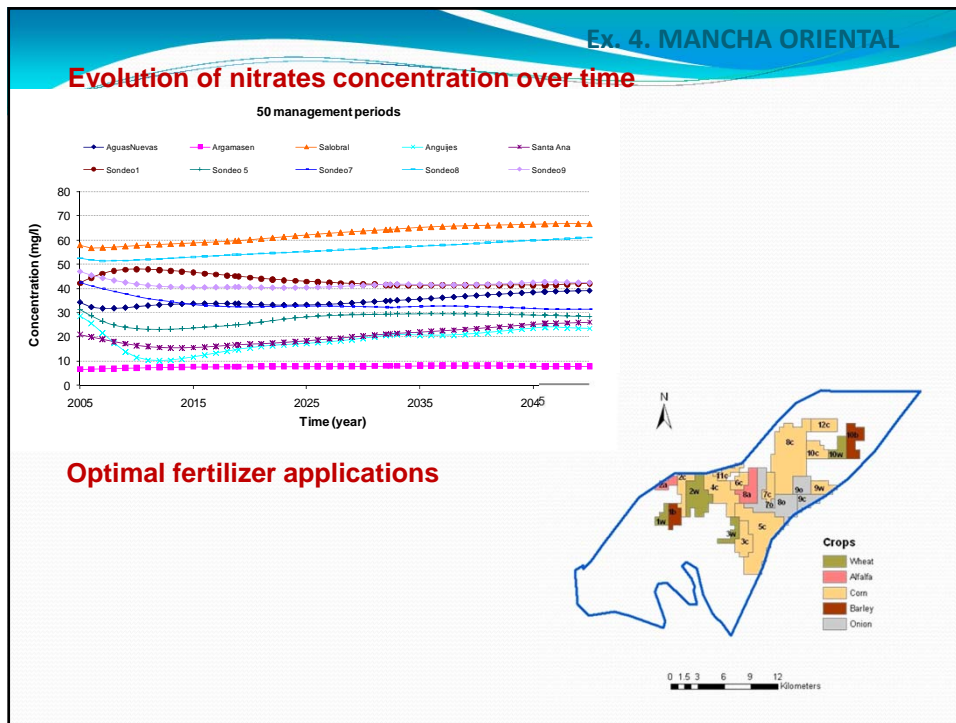 Ex. 4. MANCHA ORIENTAL
Evolution of nitrates concentration over time
50 management periods
AguasNuevas Argamasen Salobral Anguijes Santa Ana
Sondeo1 Sondeo 5 Sondeo7 Sondeo8 Sondeo9
Concentration (mg/l)
80
70
60
50
40
30
20
10
0
2005 2015 2025 2035 2045
Time (year)
Optimal fertilizer applications
N
12c
8c
10b
10c 10w
11c
2c
2a 4c 6c 9o 9w
2w 8a 7c 9c
7o 8o
1b
1w 5c
3w
3c
Crops
Wheat
Alfalfa
Corn
Barley
Onion
0 1.5 3 6 9 12
Kilometers